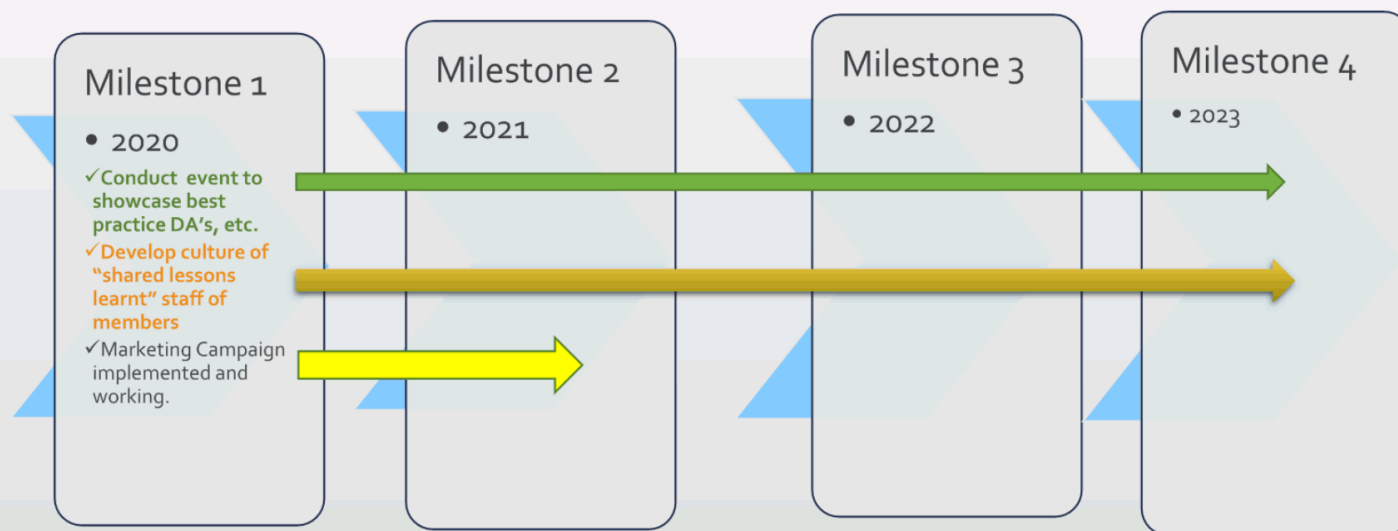 Milestone 1
• 2020
✓Conduct event to
showcase best
practice DA's, etc.
✓Develop culture of
"shared lessons
learnt" staff of
members
✓Marketing Campaign
implemented and
working.
Milestone 2
• 2021
Milestone 3
• 2022
Milestone 4
• 2023